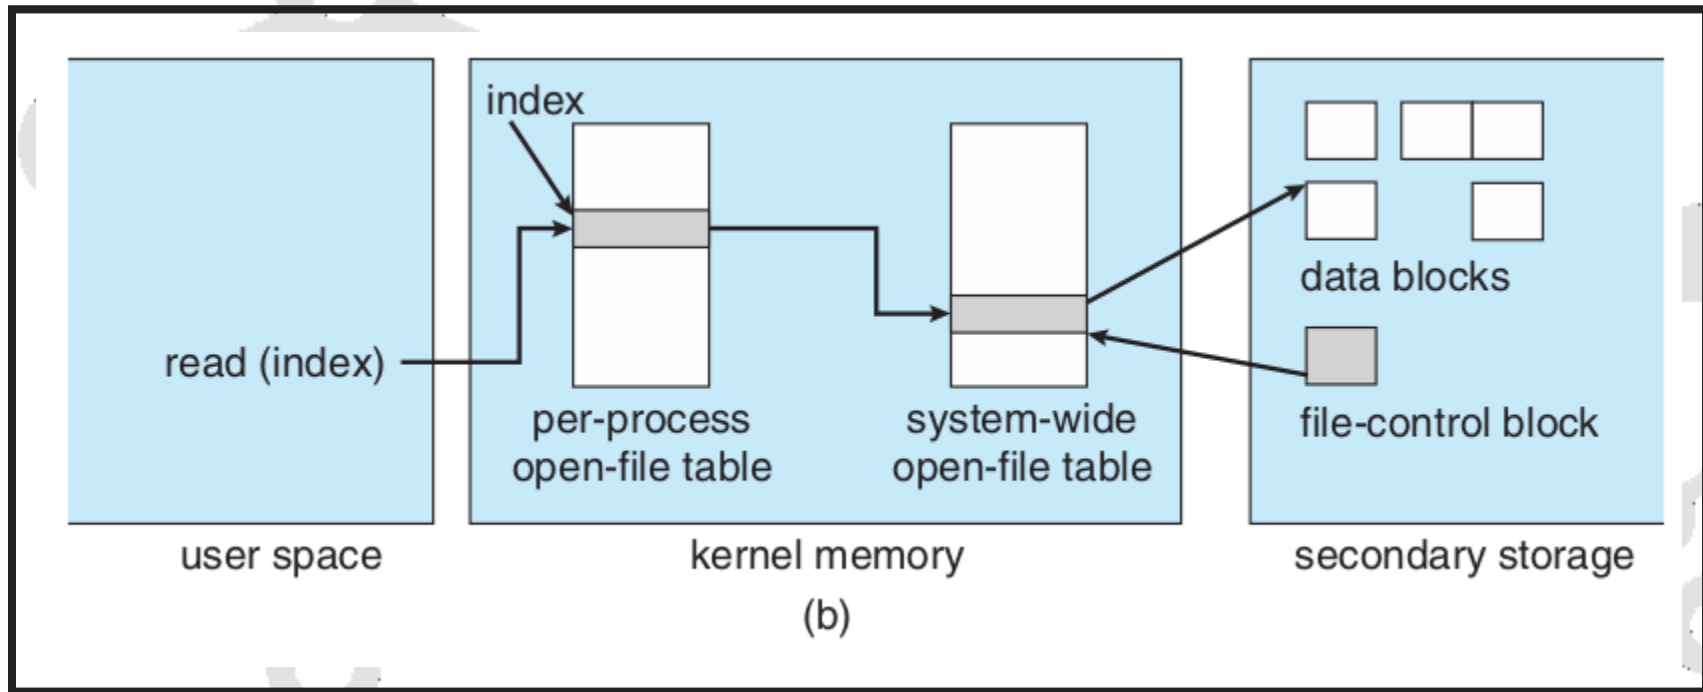 index
read (index)
per-process
open-file table
system-wide
open-file table
data blocks
file-control block
user space
kernel memory
secondary storage
(b)